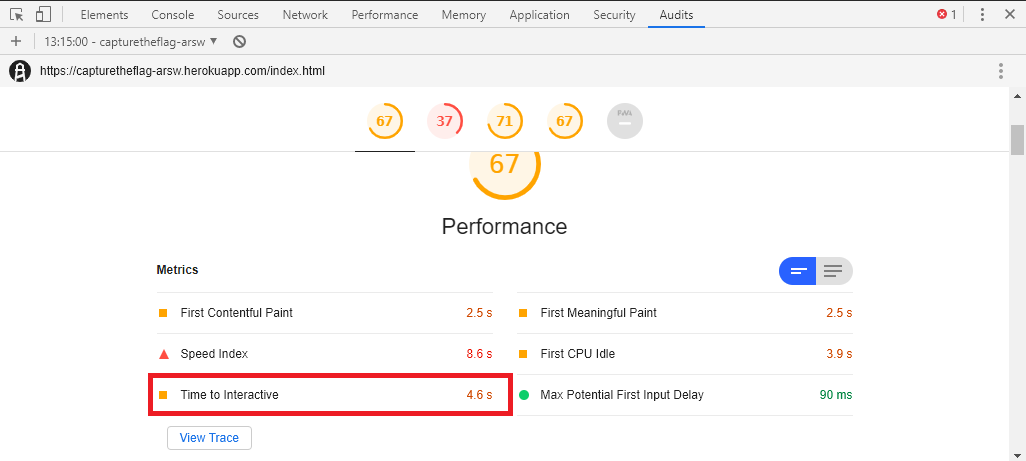 Elements Console Sources Network Performance Memory Application Security Audits 1
13:15:00 - capturetheflag-arsw
https://capturetheflag-arsw.herokuapp.com/index.html
67 37 71 67 PWA
67
Performance
Metrics
First Contentful Paint 2.5 s First Meaningful Paint 2.5 s
Speed Index 8.6 s First CPU Idle 3.9 s
Time to Interactive 4.6 s Max Potential First Input Delay 90 ms
View Trace